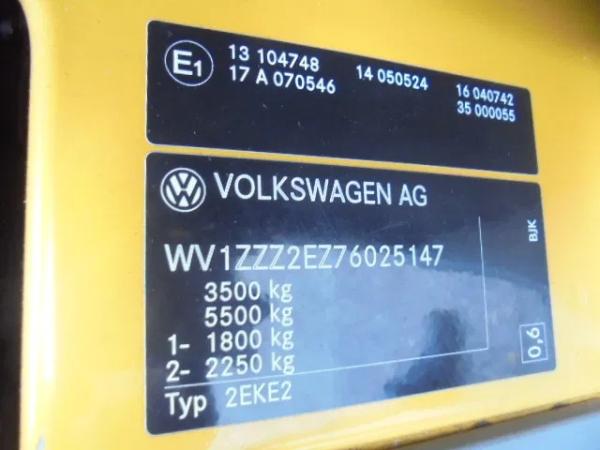 E1 13 104748 14 050524 16 040742
17 A 070546 35 000055
VOLKSWAGEN AG
WV1ZZZ2EZ76025147
3500 kg
5500 kg
1- 1800 kg
2- 2250 kg
Typ 2EKE2
BJK
0,6